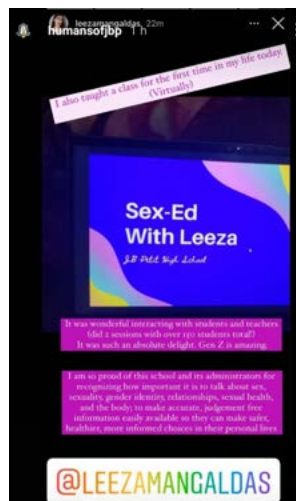 leezamangaldas 22m
humansofjbp 1h
I also taught a class for the first time in my life today
(Virtually)
Sex-Ed
With Leeza
J.B Petit High School
It was wonderful interacting with students and teachers
(did 2 sessions with over 150 students total!)
It was such an absolute delight. Gen Z is amazing.
I am so proud of this school and its administrators for
recognizing how important it is to talk about sex,
sexuality, gender identity, relationships, sexual health,
and the body; to make accurate, judgement free
information easily available so they can make safer,
healthier, more informed choices in their personal lives
@LEEZAMANGALDAS